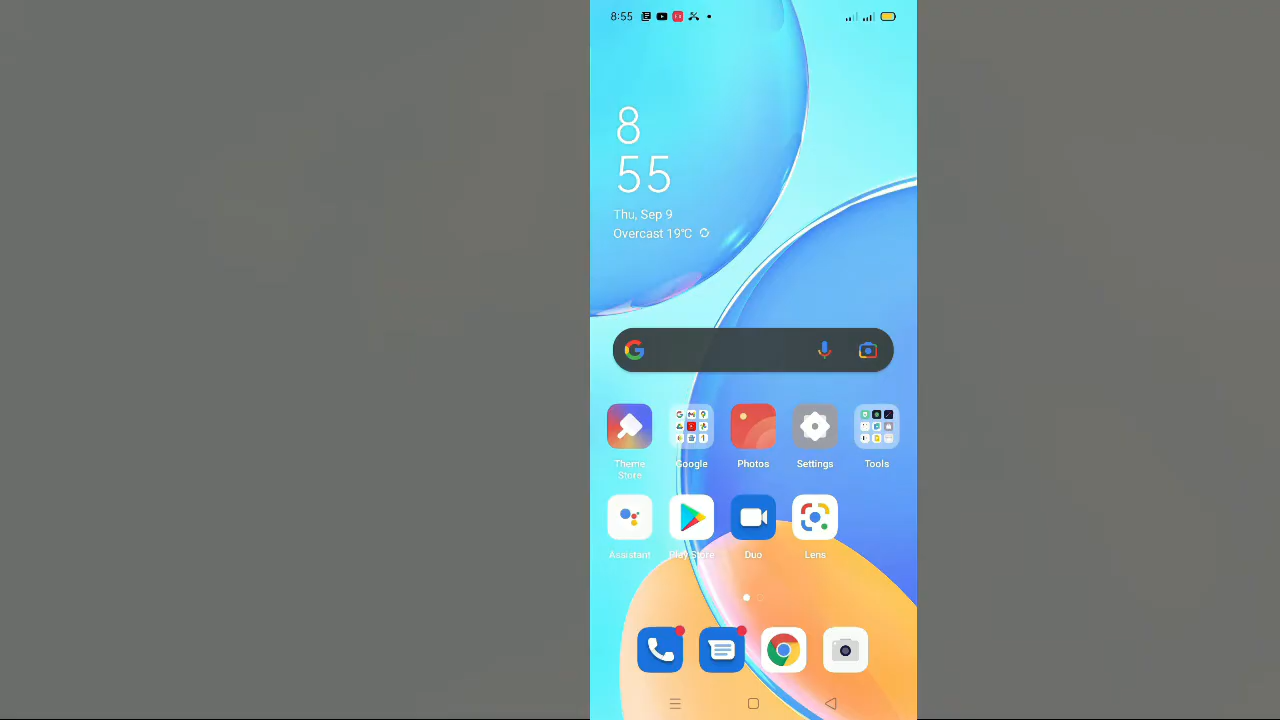 8:55
8
55
Thu, Sep 9
Overcast 19°C
Theme
Store
Google
Photos
Settings
Tools
Assistant
Play Store
Duo
Lens